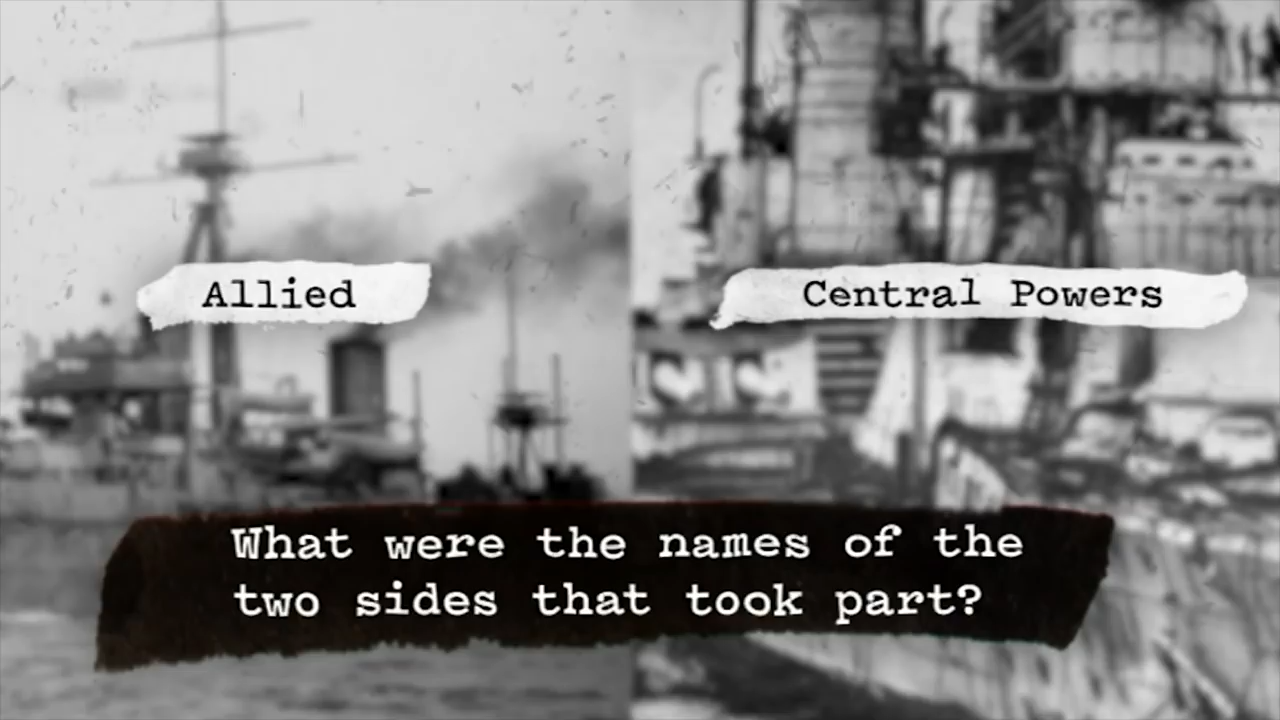 Allied
Central Powers
What were the names of the
two sides that took part?